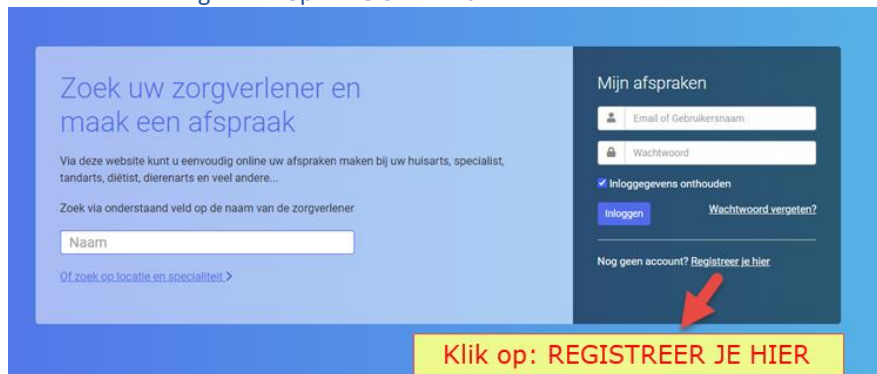 Zoek uw zorgverlener en
maak een afspraak
Via deze website kunt u eenvoudig online uw afspraken maken bij uw huisarts, specialist,
tandarts, diëtist, dierenarts en veel andere...
Zoek via onderstaand veld op de naam van de zorgverlener
Naam
Of zoek op locatie en specialiteit >
Mijn afspraken
Email of Gebruikersnaam
Wachtwoord
Inloggegevens onthouden
Inloggen Wachtwoord vergeten?
Nog geen account? Registreer je hier
Klik op: REGISTREER JE HIER